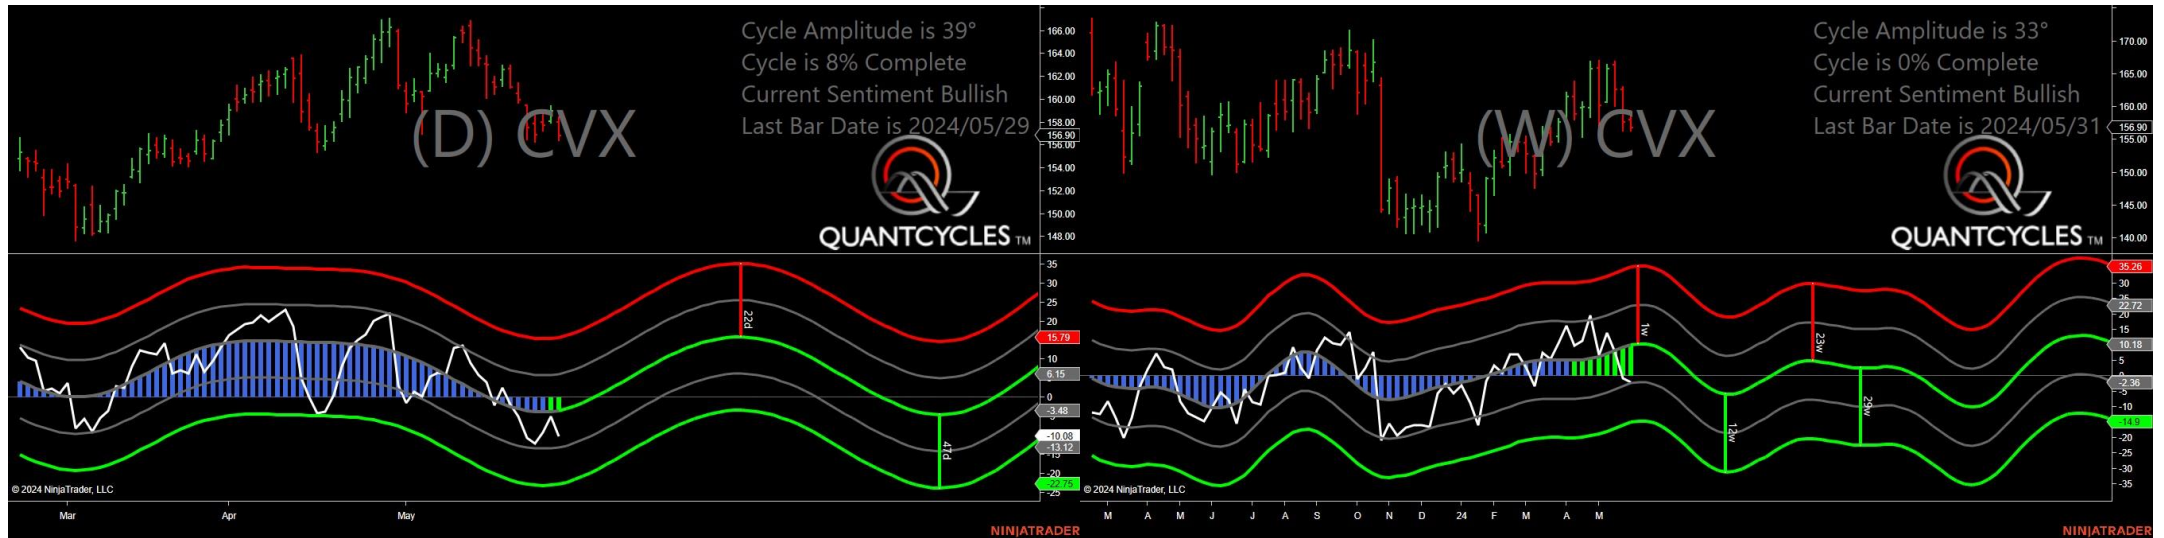 Cycle Amplitude is 39°
Cycle is 8% Complete
Current Sentiment Bullish
Last Bar Date is 2024/05/29
(D) CVX
QUANTCYCLES TM
166.00
164.00
162.00
160.00
158.00
156.90
156.00
154.00
152.00
150.00
148.00
35
30
25
20
15.79
10
6.15
0
-3.48
-10.08
-13.12
-15
-20
-22.75
-25
22d
47d
© 2024 NinjaTrader, LLC
Mar Apr May
NINJATRADER
Cycle Amplitude is 33°
Cycle is 0% Complete
Current Sentiment Bullish
Last Bar Date is 2024/05/31
(W) CVX
QUANTCYCLES TM
170.00
165.00
160.00
156.90
155.00
150.00
145.00
140.00
35.26
30
22.72
20
15
10.18
5
0
-2.36
-5
-10
-14.9
-20
-25
-30
-35
1w
12w
23w
29w
© 2024 NinjaTrader, LLC
M A M J J A S O N D 24 F M A M
NINJATRADER